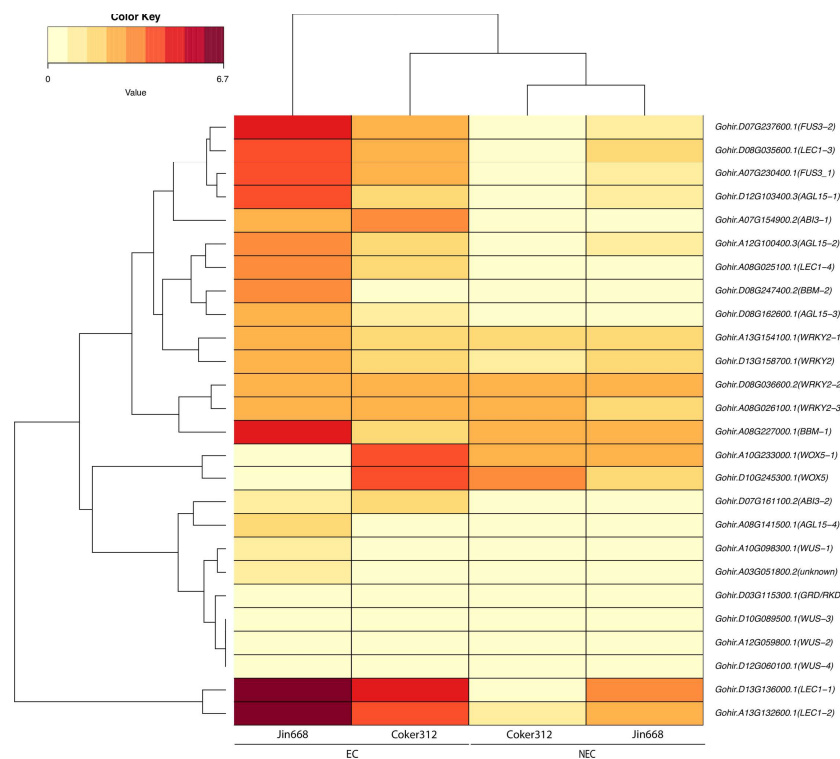 Color Key
0 6.7
Value
Gohir.D07G237600.1(FUS3-2)
Gohir.D08G035600.1(LEC1-3)
Gohir.A07G230400.1(FUS3_1)
Gohir.D12G103400.3(AGL15-1)
Gohir.A07G154900.2(ABI3-1)
Gohir.A12G100400.3(AGL15-2)
Gohir.A08G025100.1(LEC1-4)
Gohir.D08G247400.2(BBM-2)
Gohir.D08G162600.1(AGL15-3)
Gohir.A13G154100.1(WRKY2-1
Gohir.D13G158700.1(WRKY2)
Gohir.D08G036600.2(WRKY2-2
Gohir.A08G026100.1(WRKY2-3
Gohir.A08G227000.1(BBM-1)
Gohir.A10G233000.1(WOX5-1)
Gohir.D10G245300.1(WOX5)
Gohir.D07G161100.2(ABI3-2)
Gohir.A08G141500.1(AGL15-4)
Gohir.A10G098300.1(WUS-1)
Gohir.A03G051800.2(unknown)
Gohir.D03G115300.1(GRD/RKD
Gohir.D10G089500.1(WUS-3)
Gohir.A12G059800.1(WUS-2)
Gohir.D12G060100.1(WUS-4)
Gohir.D13G136000.1(LEC1-1)
Gohir.A13G132600.1(LEC1-2)
Jin668 Coker312 Coker312 Jin668
EC NEC